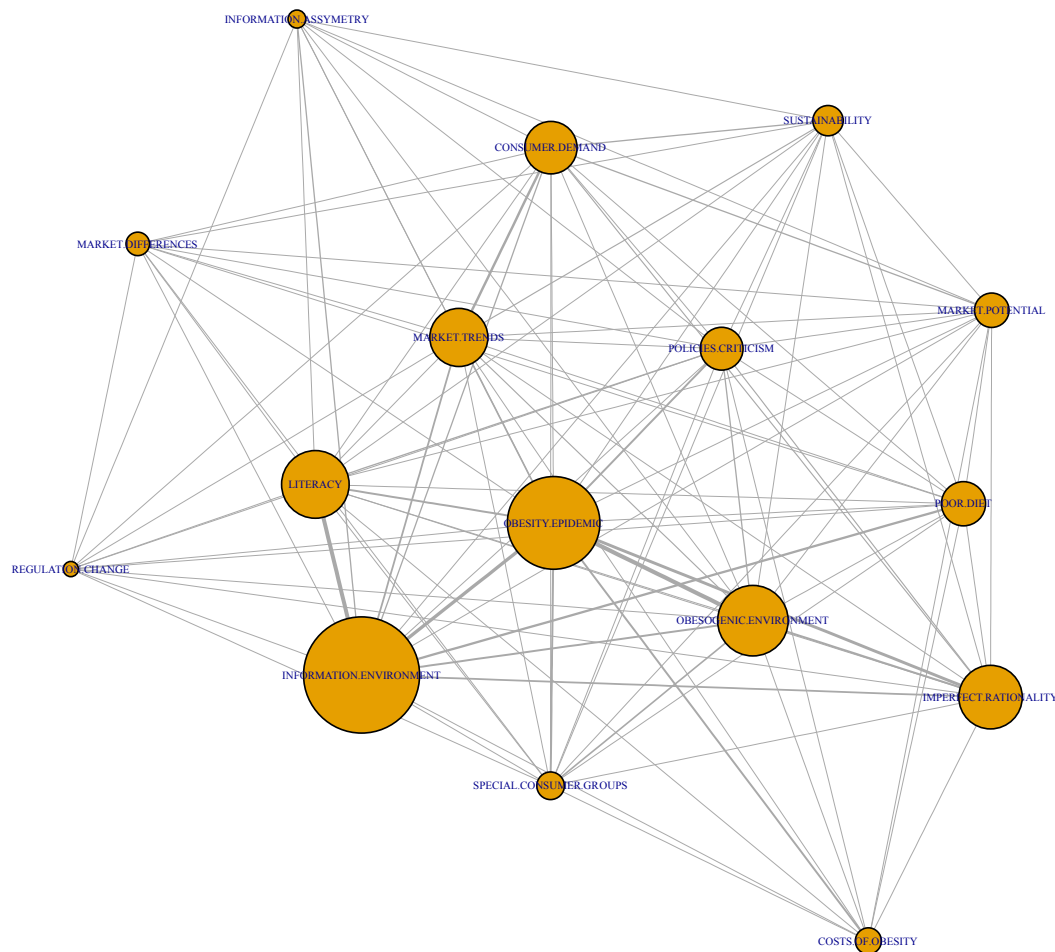 INFORMATION.ASSYMETRY
SUSTAINABILITY
CONSUMER.DEMAND
MARKET.DIFFERENCES
MARKET.POTENTIAL
MARKET.TRENDS
POLICIES.CRITICISM
LITERACY
POOR.DIET
OBESITY.EPIDEMIC
REGULATION.CHANGE
OBESOGENIC.ENVIRONMENT
INFORMATION.ENVIRONMENT
IMPERFECT.RATIONALITY
SPECIAL.CONSUMER.GROUPS
COSTS.OF.OBESITY